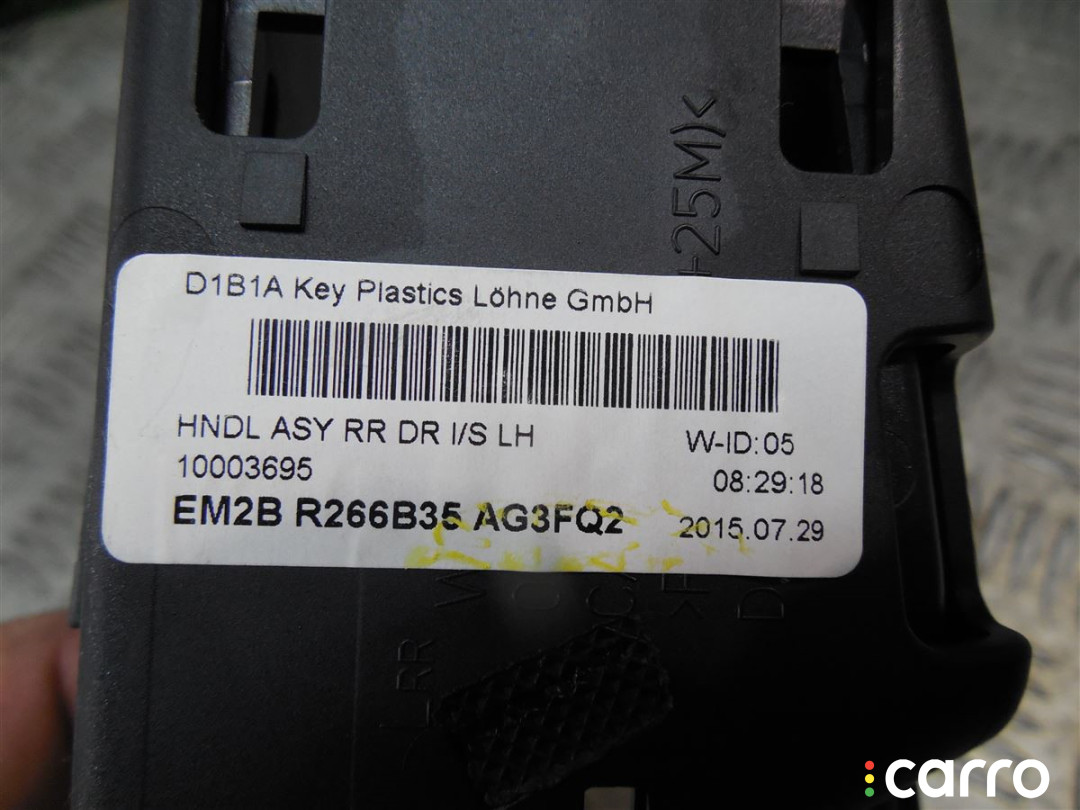 25M)<
D1B1A Key Plastics Löhne GmbH
HNDL ASY RR DR I/S LH
W-ID:05
10003695
08:29:18
EM2B R266B35 AG3FQ2
2015.07.29
LRR
carro